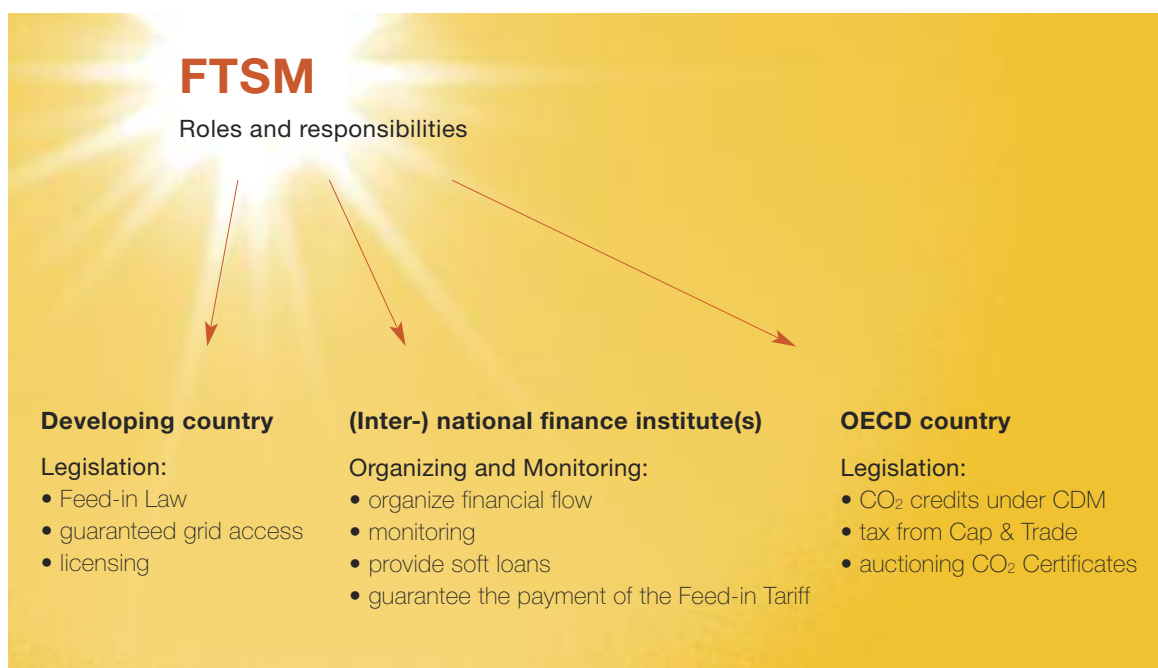 FTSM
Roles and responsibilities
Developing country
Legislation:
• Feed-in Law
• guaranteed grid access
• licensing
(Inter-) national finance institute(s)
Organizing and Monitoring:
• organize financial flow
• monitoring
• provide soft loans
• guarantee the payment of the Feed-in Tariff
OECD country
Legislation:
• CO₂ credits under CDM
• tax from Cap & Trade
• auctioning CO₂ Certificates